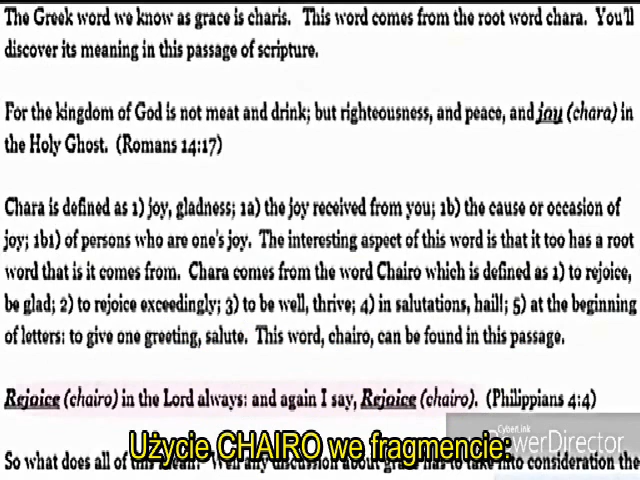 The Greek word we know as grace is charis. This word comes from the root word chara. You'll
discover its meaning in this passage of scripture.
For the kingdom of God is not meat and drink; but righteousness, and peace, and joy (chara) in
the Holy Ghost. (Romans 14:17)
Chara is defined as 1) joy, gladness; 1a) the joy received from you; 1b) the cause or occasion of
joy; 1b1) of persons who are one's joy. The interesting aspect of this word is that it too has a root
word that is it comes from. Chara comes from the word Chairo which is defined as 1) to rejoice,
be glad; 2) to rejoice exceedingly; 3) to be well, thrive; 4) in salutations, hail!; 5) at the beginning
of letters: to give one greeting, salute. This word, chairo, can be found in this passage.
Rejoice (chairo) in the Lord always: and again I say, Rejoice (chairo). (Philippians 4:4)
CyberLink
PowerDirector
Użycie CHAIRO we fragmencie:
So what does all of this mean? Well any discussion about grace has to take into consideration the